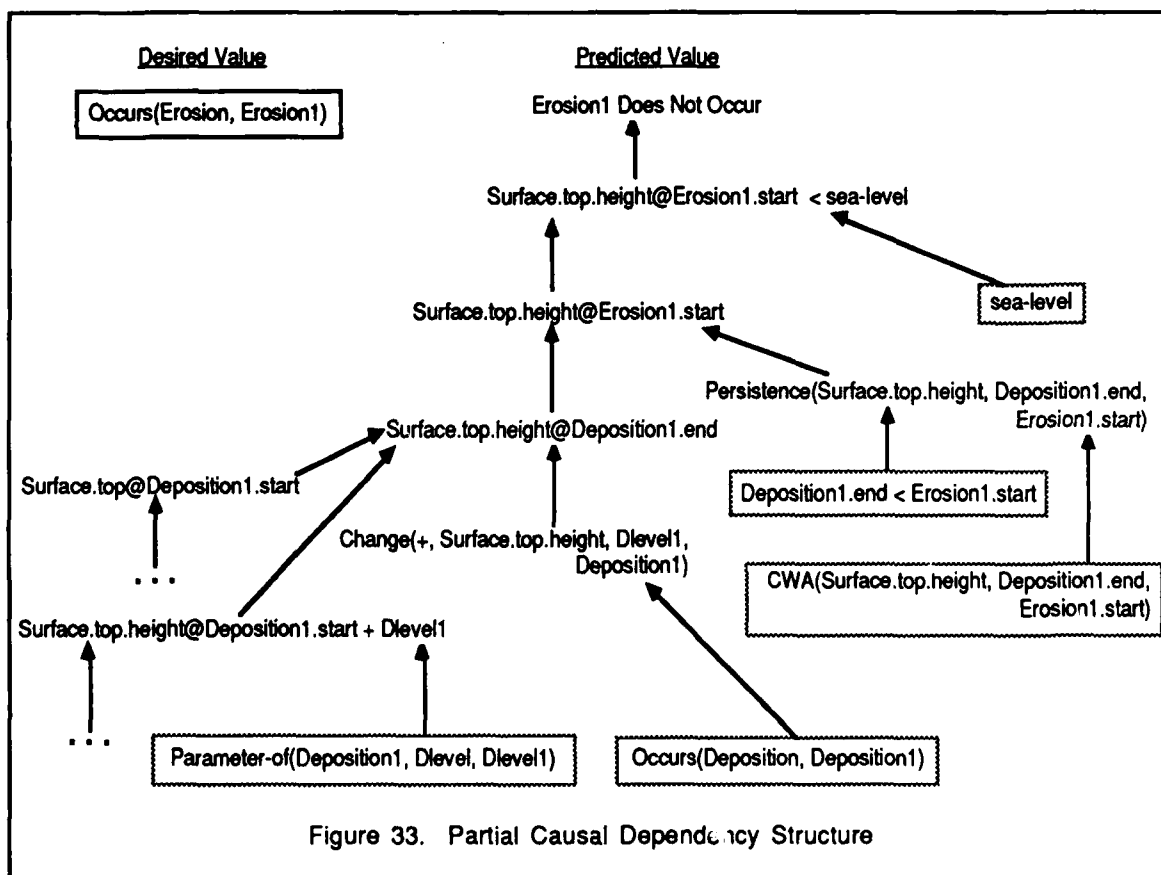 Desired Value
Predicted Value
Occurs(Erosion, Erosion1)
Erosion1 Does Not Occur
Surface.top.height@Erosion1.start < sea-level
sea-level
Surface.top.height@Erosion1.start
Persistence(Surface.top.height, Deposition1.end,
Erosion1.start)
Surface.top.height@Deposition1.end
Surface.top@Deposition1.start
Deposition1.end < Erosion1.start
Change(+, Surface.top.height, Dlevel1,
Deposition1)
. . .
CWA(Surface.top.height, Deposition1.end,
Erosion1.start)
Surface.top.height@Deposition1.start + Dlevel1
. . .
Parameter-of(Deposition1, Dlevel, Dlevel1)
Occurs(Deposition, Deposition1)
Figure 33. Partial Causal Dependency Structure